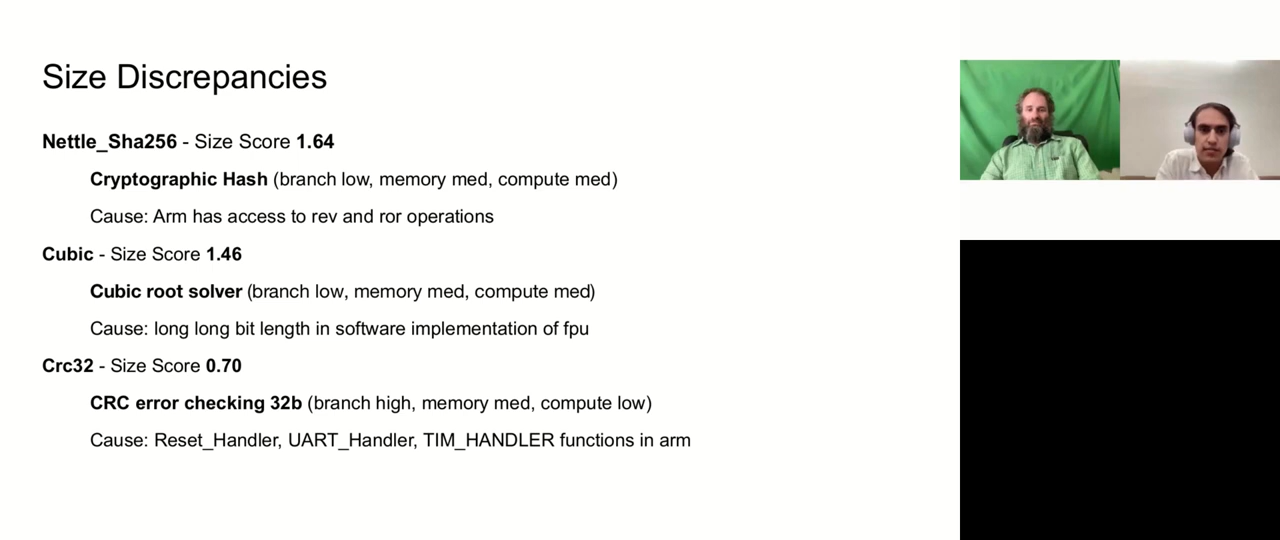 Size Discrepancies
Nettle_Sha256 - Size Score 1.64
Cryptographic Hash (branch low, memory med, compute med)
Cause: Arm has access to rev and ror operations
Cubic - Size Score 1.46
Cubic root solver (branch low, memory med, compute med)
Cause: long long bit length in software implementation of fpu
Crc32 - Size Score 0.70
CRC error checking 32b (branch high, memory med, compute low)
Cause: Reset_Handler, UART_Handler, TIM_HANDLER functions in arm